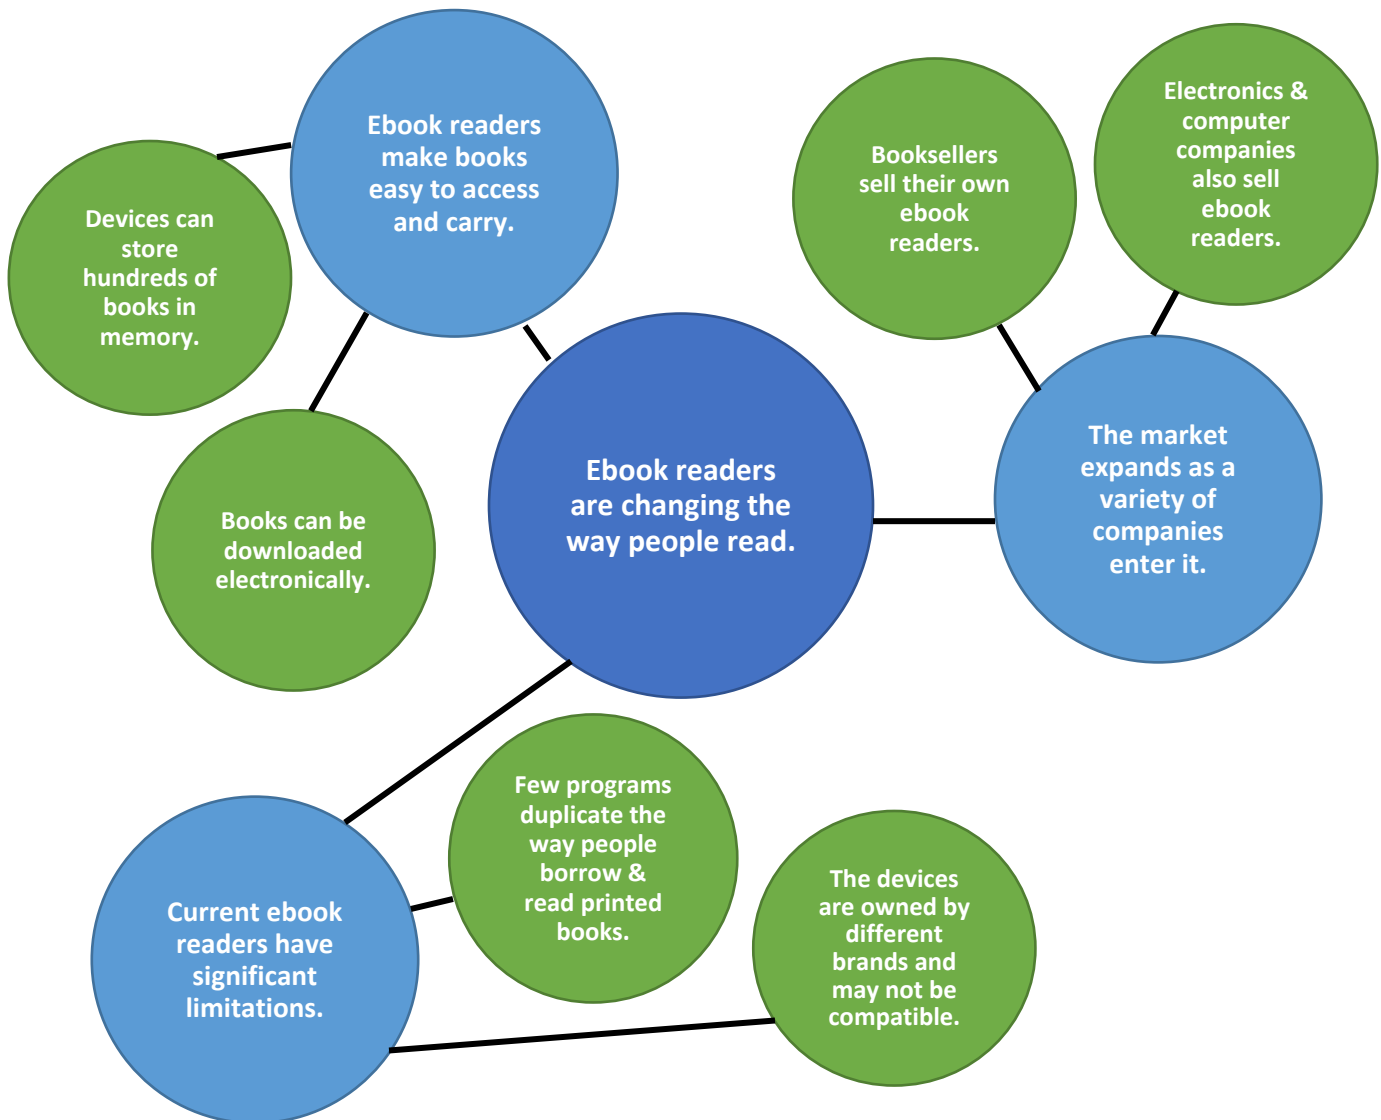 Ebook readers
make books
easy to access
and carry.
Devices can
store
hundreds of
books in
memory.
Books can be
downloaded
electronically.
Ebook readers
are changing the
way people read.
Booksellers
sell their own
ebook
readers.
Electronics &
computer
companies
also sell
ebook
readers.
The market
expands as a
variety of
companies
enter it.
Current ebook
readers have
significant
limitations.
Few programs
duplicate the
way people
borrow &
read printed
books.
The devices
are owned by
different
brands and
may not be
compatible.